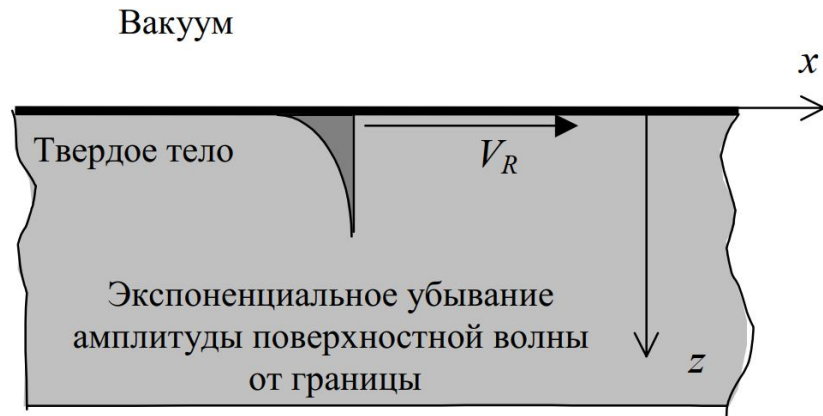 Вакуум
x
Твердое тело
V_R
Экспоненциальное убывание
амплитуды поверхностной волны
от границы
z